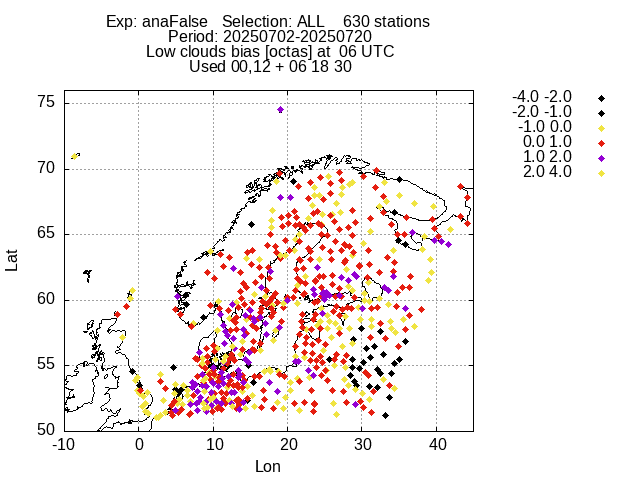 Exp: anaFalse   Selection: ALL    630 stations
Period: 20250702-20250720
Low clouds bias [octas] at  06 UTC
Used 00,12 + 06 18 30
-4.0 -2.0
-2.0 -1.0
-1.0 0.0
0.0 1.0
1.0 2.0
2.0 4.0
75
70
65
60
55
50
Lat
-10 0 10 20 30 40
Lon